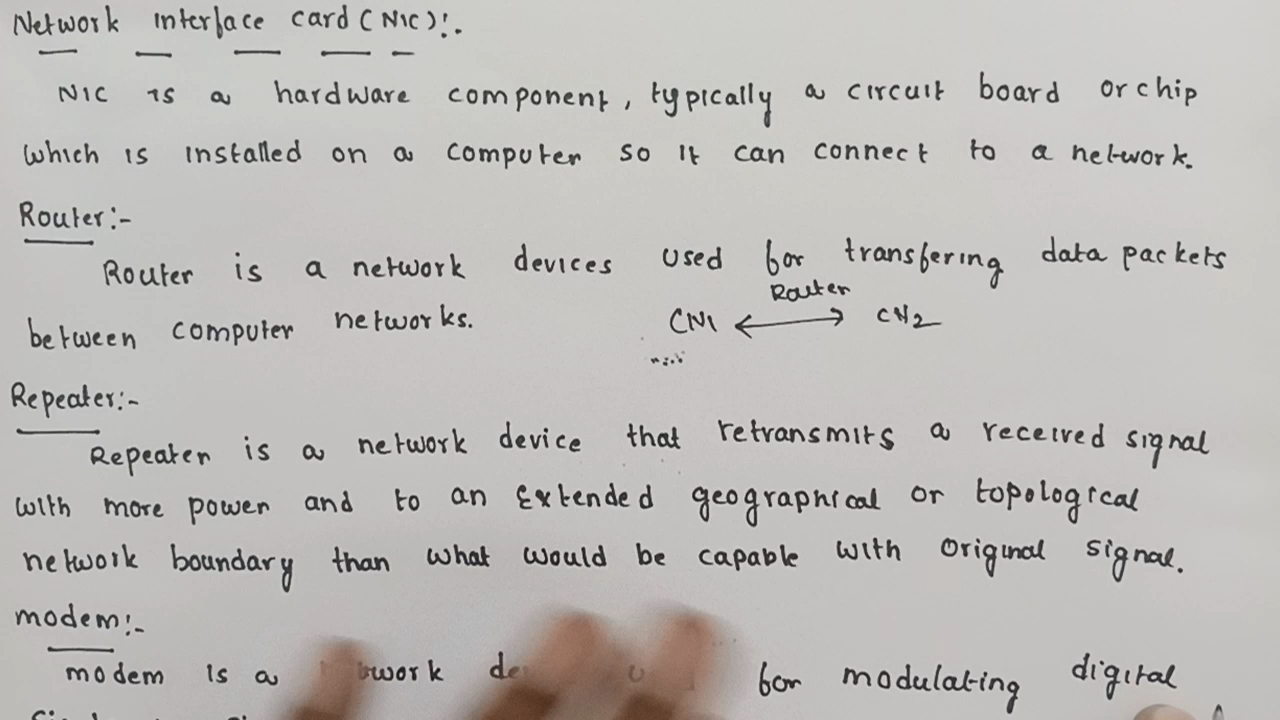 Network Interface card (NIC):-
NIC is a hardware component, typically a circuit board or chip
which is installed on a computer so it can connect to a network.
Router:-
Router is a network devices used for transfering data packets
between computer networks.
Router
CN1 ⟷ CN2
Repeater:-
Repeater is a network device that retransmits a received signal
with more power and to an Extended geographical or topological
network boundary than what would be capable with original signal.
modem:-
modem is a for modulating digital